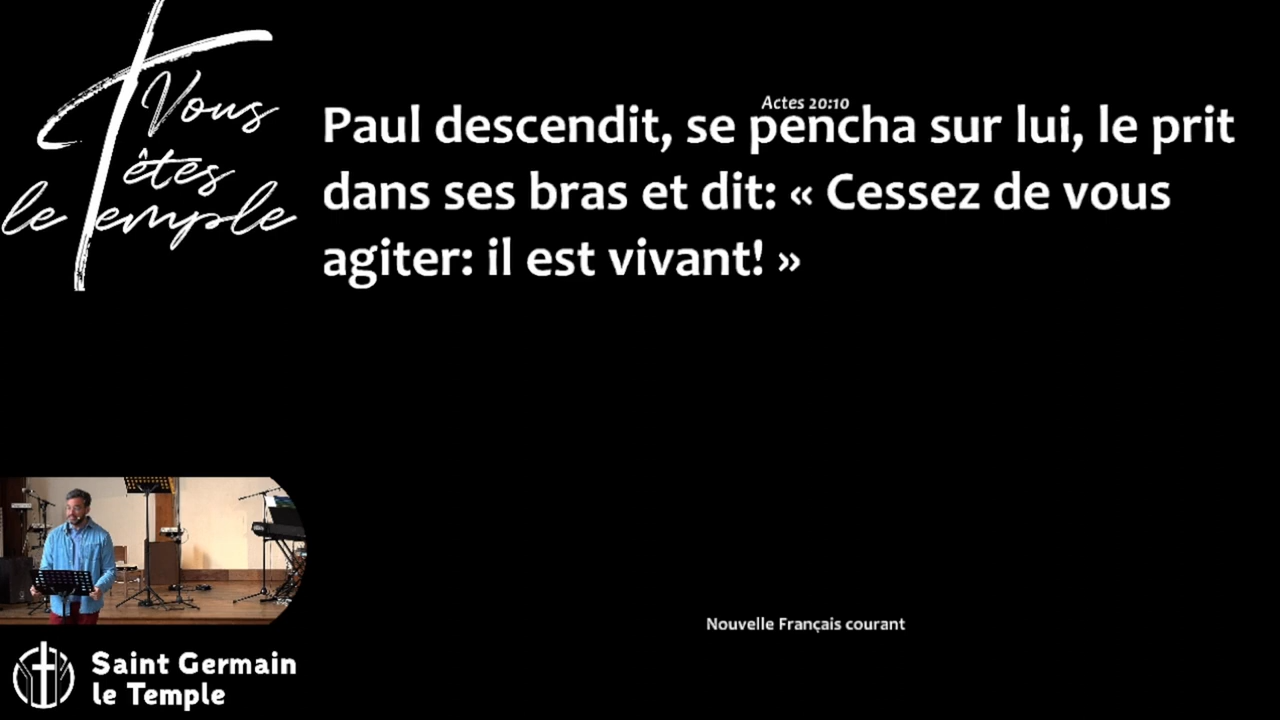 Vous
êtes
le Temple
Actes 20:10
Paul descendit, se pencha sur lui, le prit
dans ses bras et dit: « Cessez de vous
agiter: il est vivant! »
Nouvelle Français courant
Saint Germain
le Temple